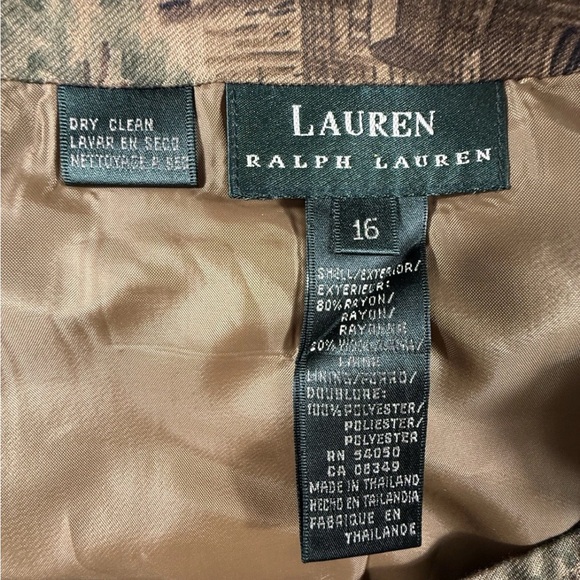 DRY CLEAN
LAVAR EN SECO
NETTOYAGE A SEC
LAUREN
RALPH LAUREN
16
SHELL/EXTERIOR/
EXTERIEUR:
80% RAYON/
RAYON/
RAYONNE
LINING/FORRO/
DOUBLURE:
100% POLYESTER/
POLIESTER/
POLYESTER
RN 54050
CA 08349
MADE IN THAILAND
HECHO EN TAILANDIA
FABRIQUE EN
THAILANDE